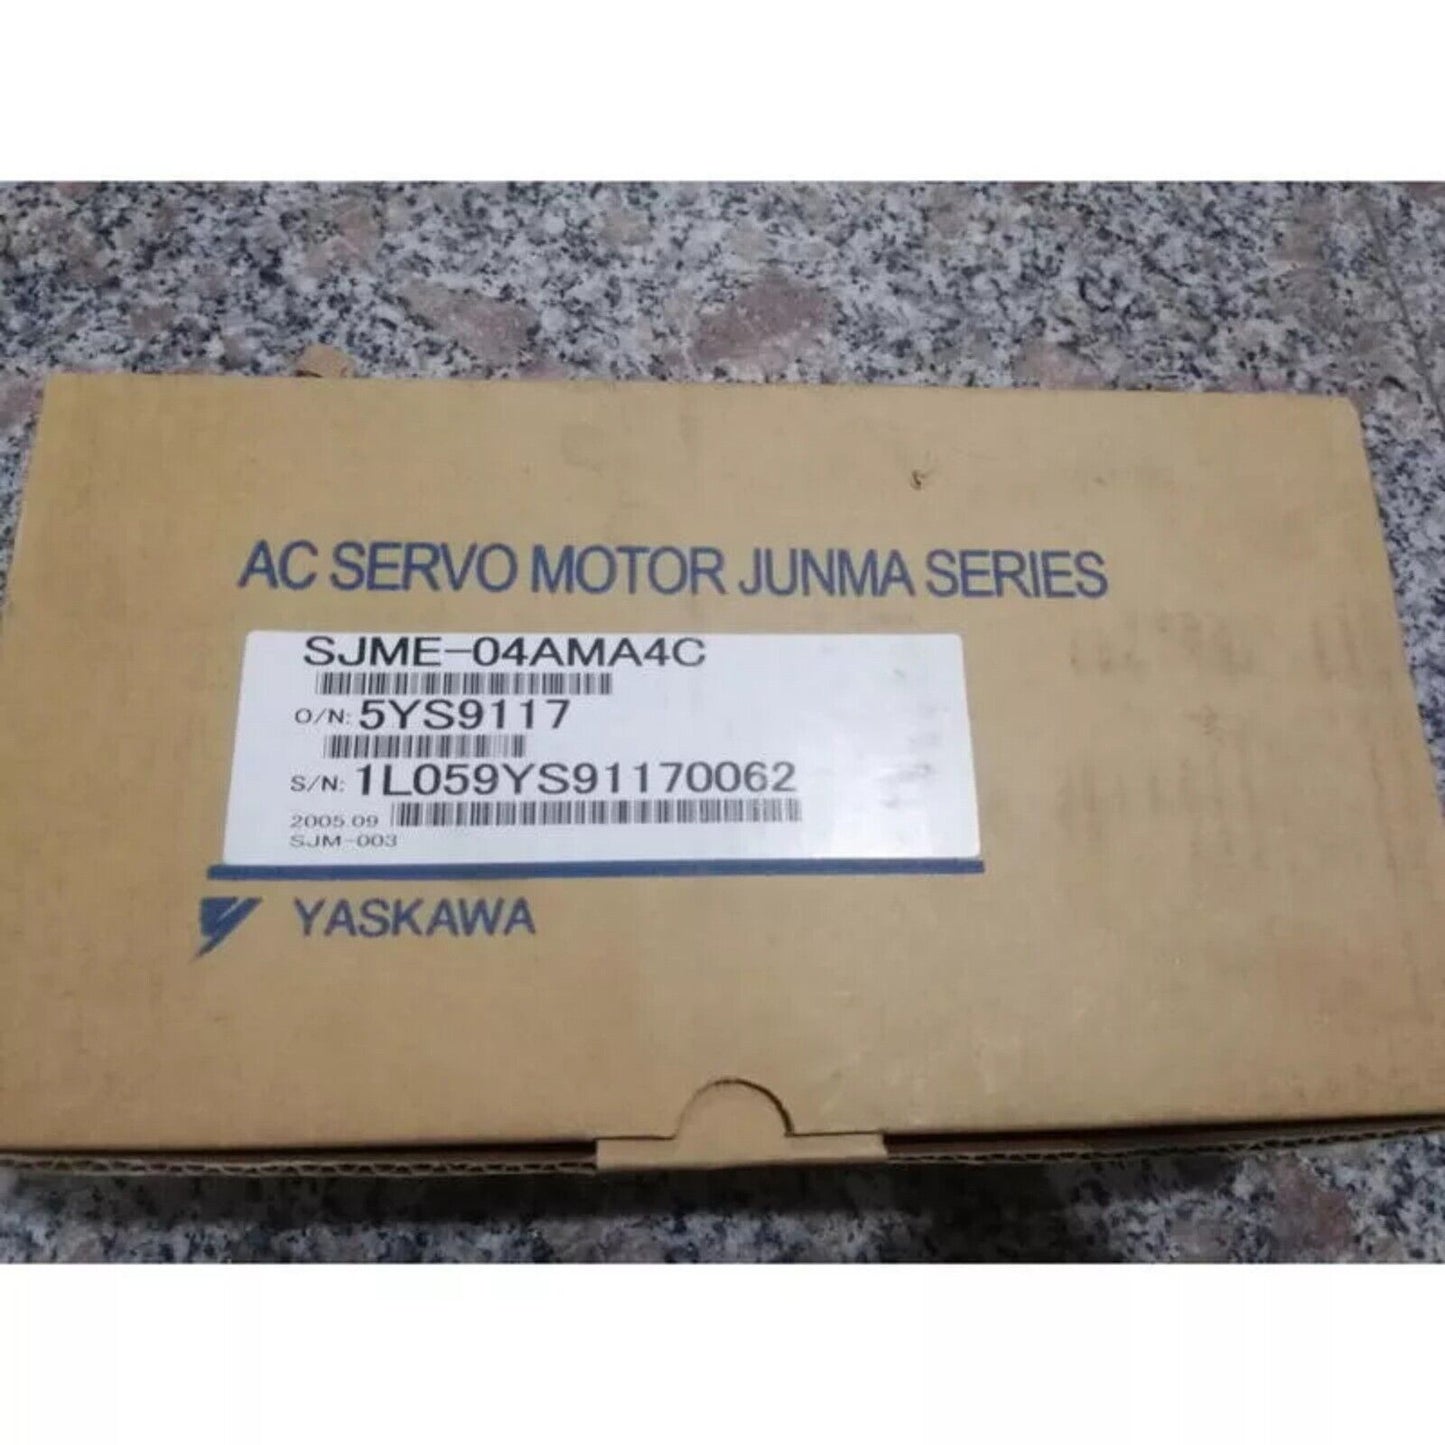 AC SERVO MOTOR JUNMA SERIES
SJME-04AMA4C
O/N: 5YS9117
S/N: 1L059YS91170062
2005.09
SJM-003
YASKAWA